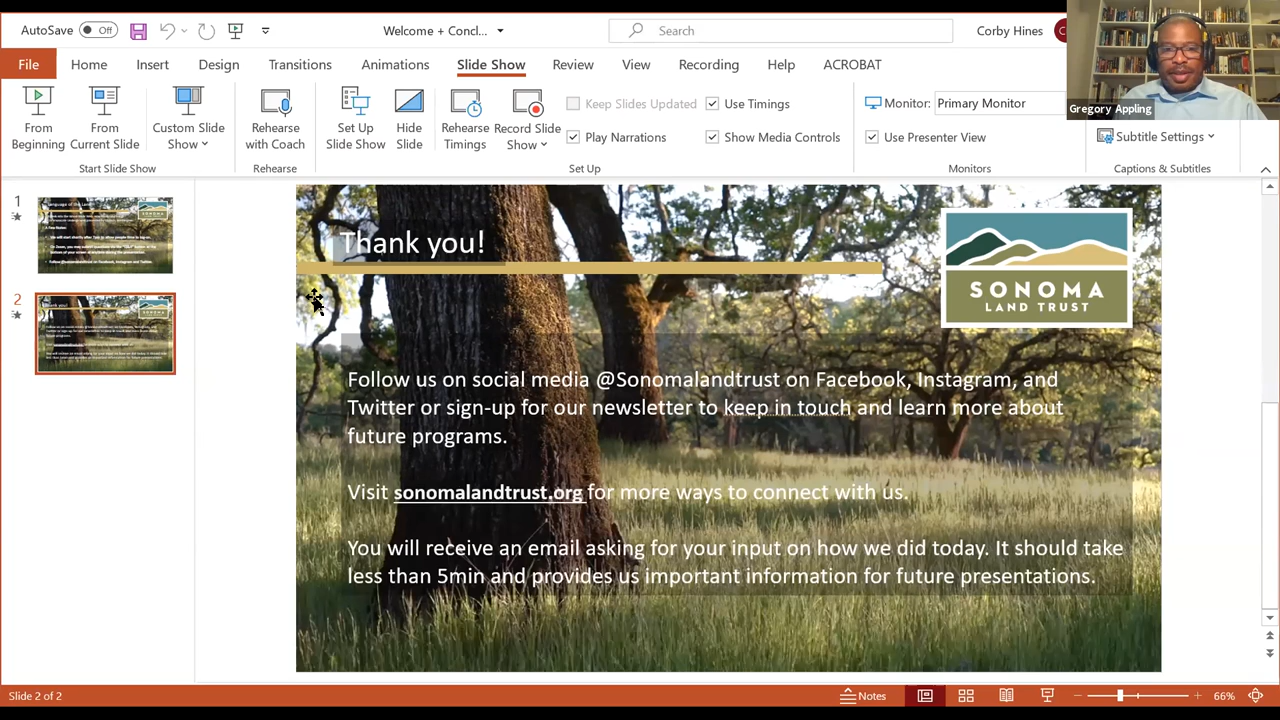 AutoSave Off
Welcome + Concl...
Search
Corby Hines
Gregory Appling
File Home Insert Design Transitions Animations Slide Show Review View Recording Help ACROBAT
From Beginning
From Current Slide
Custom Slide Show
Rehearse with Coach
Set Up Slide Show
Hide Slide
Rehearse Timings
Record Slide Show
Keep Slides Updated
Use Timings
Play Narrations
Show Media Controls
Monitor: Primary Monitor
Use Presenter View
Subtitle Settings
Start Slide Show
Rehearse
Set Up
Monitors
Captions & Subtitles
1
2
Thank you!
SONOMA
LAND TRUST
Follow us on social media @Sonomalandtrust on Facebook, Instagram, and
Twitter or sign-up for our newsletter to keep in touch and learn more about
future programs.
Visit sonomalandtrust.org for more ways to connect with us.
You will receive an email asking for your input on how we did today. It should take
less than 5min and provides us important information for future presentations.
Slide 2 of 2
Notes
66%